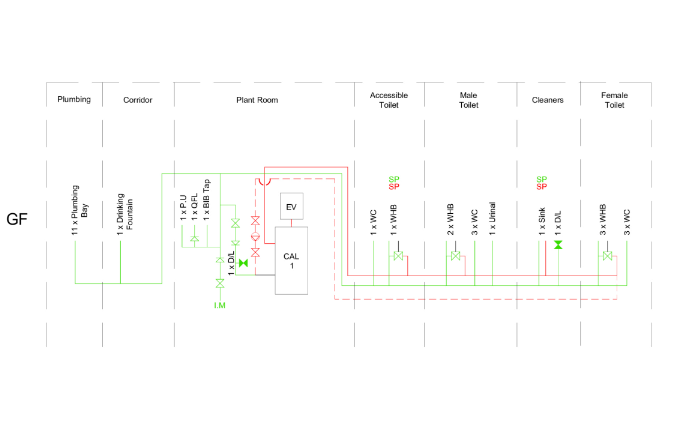 Plumbing
Corridor
Plant Room
Accessible
Toilet
Male
Toilet
Cleaners
Female
Toilet
GF
11 x Plumbing
Bay
1 x Drinking
Fountain
1 x P.U
1 x Q.FL
1 x BIB Tap
1 x D/L
I.M
EV
CAL
1
SP
SP
1 x WC
1 x WHB
2 x WHB
3 x WC
1 x Urinal
SP
SP
1 x Sink
1 x D/L
3 x WHB
3 x WC